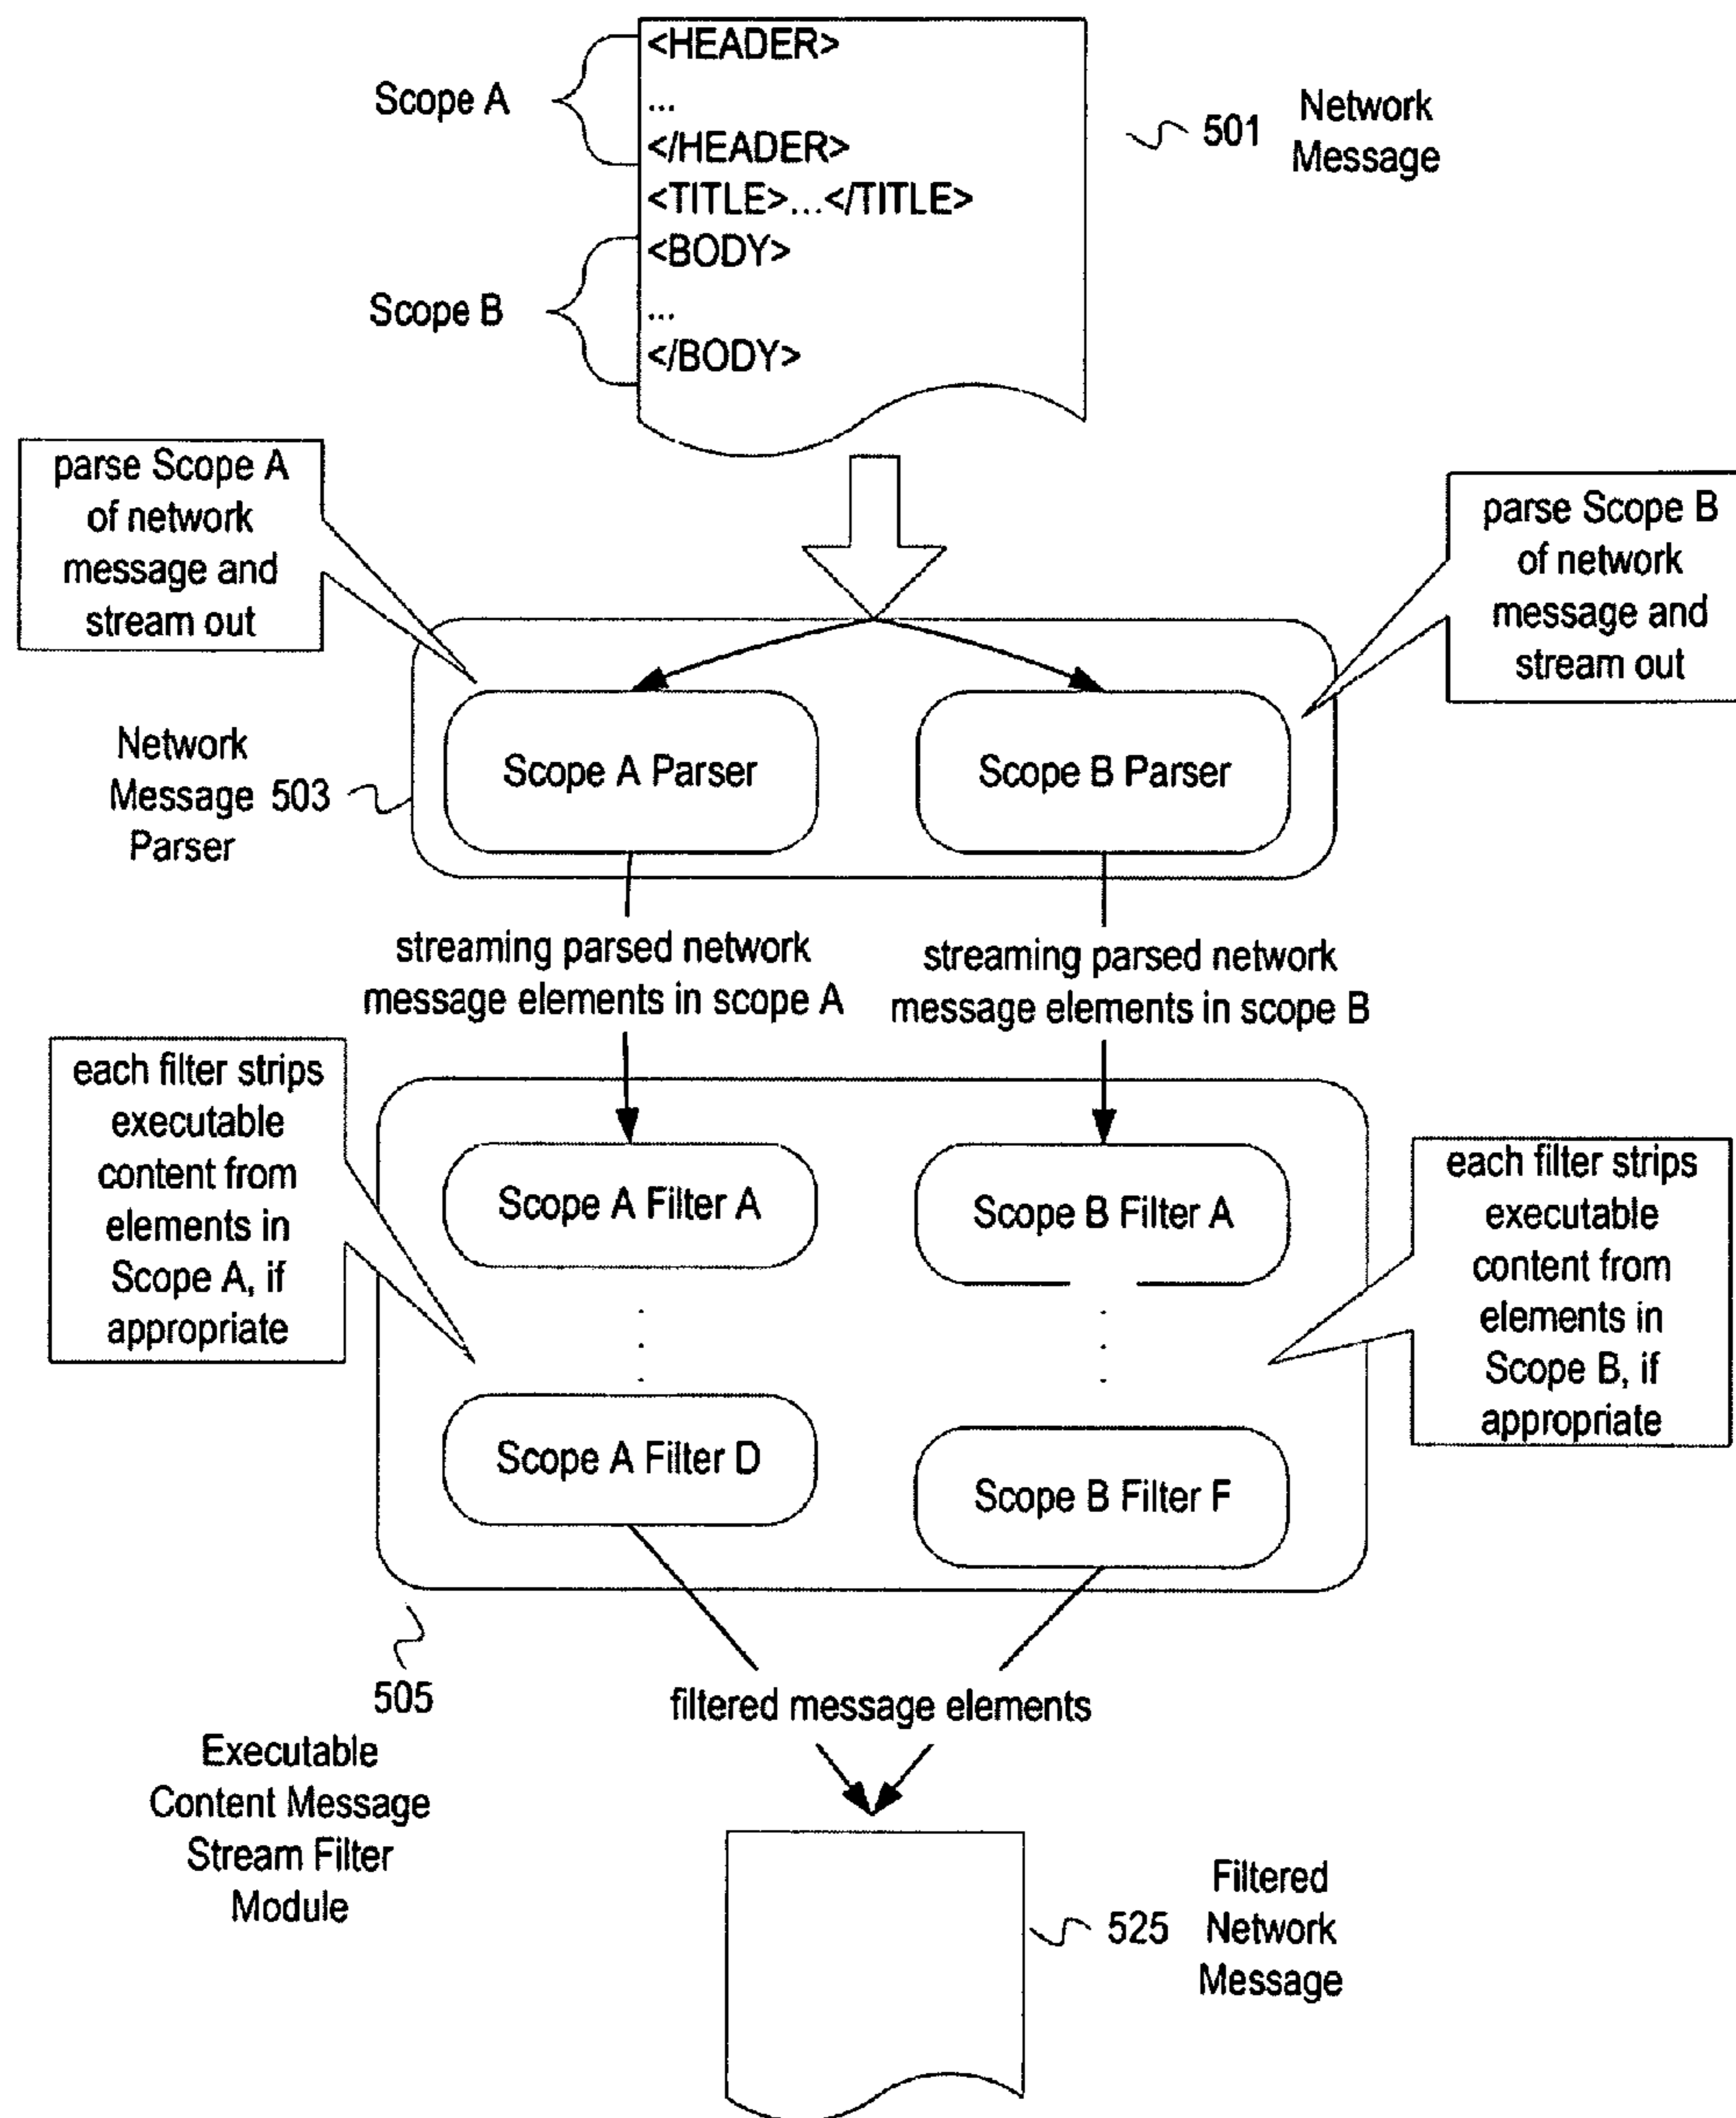 <HEADER>
Scope A
...
</HEADER>
<TITLE>...</TITLE>
<BODY>
Scope B
...
</BODY>
501
Network
Message
parse Scope A
of network
message and
stream out
parse Scope B
of network
message and
stream out
Network
Message 503
Parser
Scope A Parser
Scope B Parser
streaming parsed network
message elements in scope A
streaming parsed network
message elements in scope B
each filter strips
executable
content from
elements in
Scope A, if
appropriate
Scope A Filter A
Scope B Filter A
each filter strips
executable
content from
elements in
Scope B, if
appropriate
.
.
.
.
.
.
Scope A Filter D
Scope B Filter F
505
Executable
Content Message
Stream Filter
Module
filtered message elements
525
Filtered
Network
Message